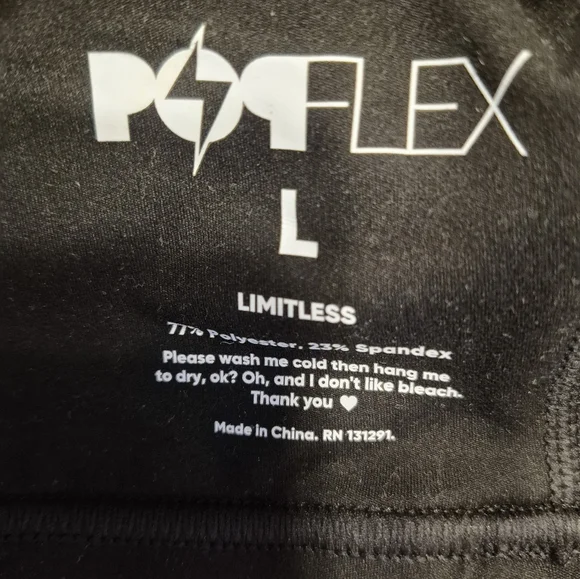 POPFLEX
L
LIMITLESS
77% Polyester, 23% Spandex
Please wash me cold then hang me
to dry, ok? Oh, and I don't like bleach.
Thank you ♥
Made in China. RN 131291.